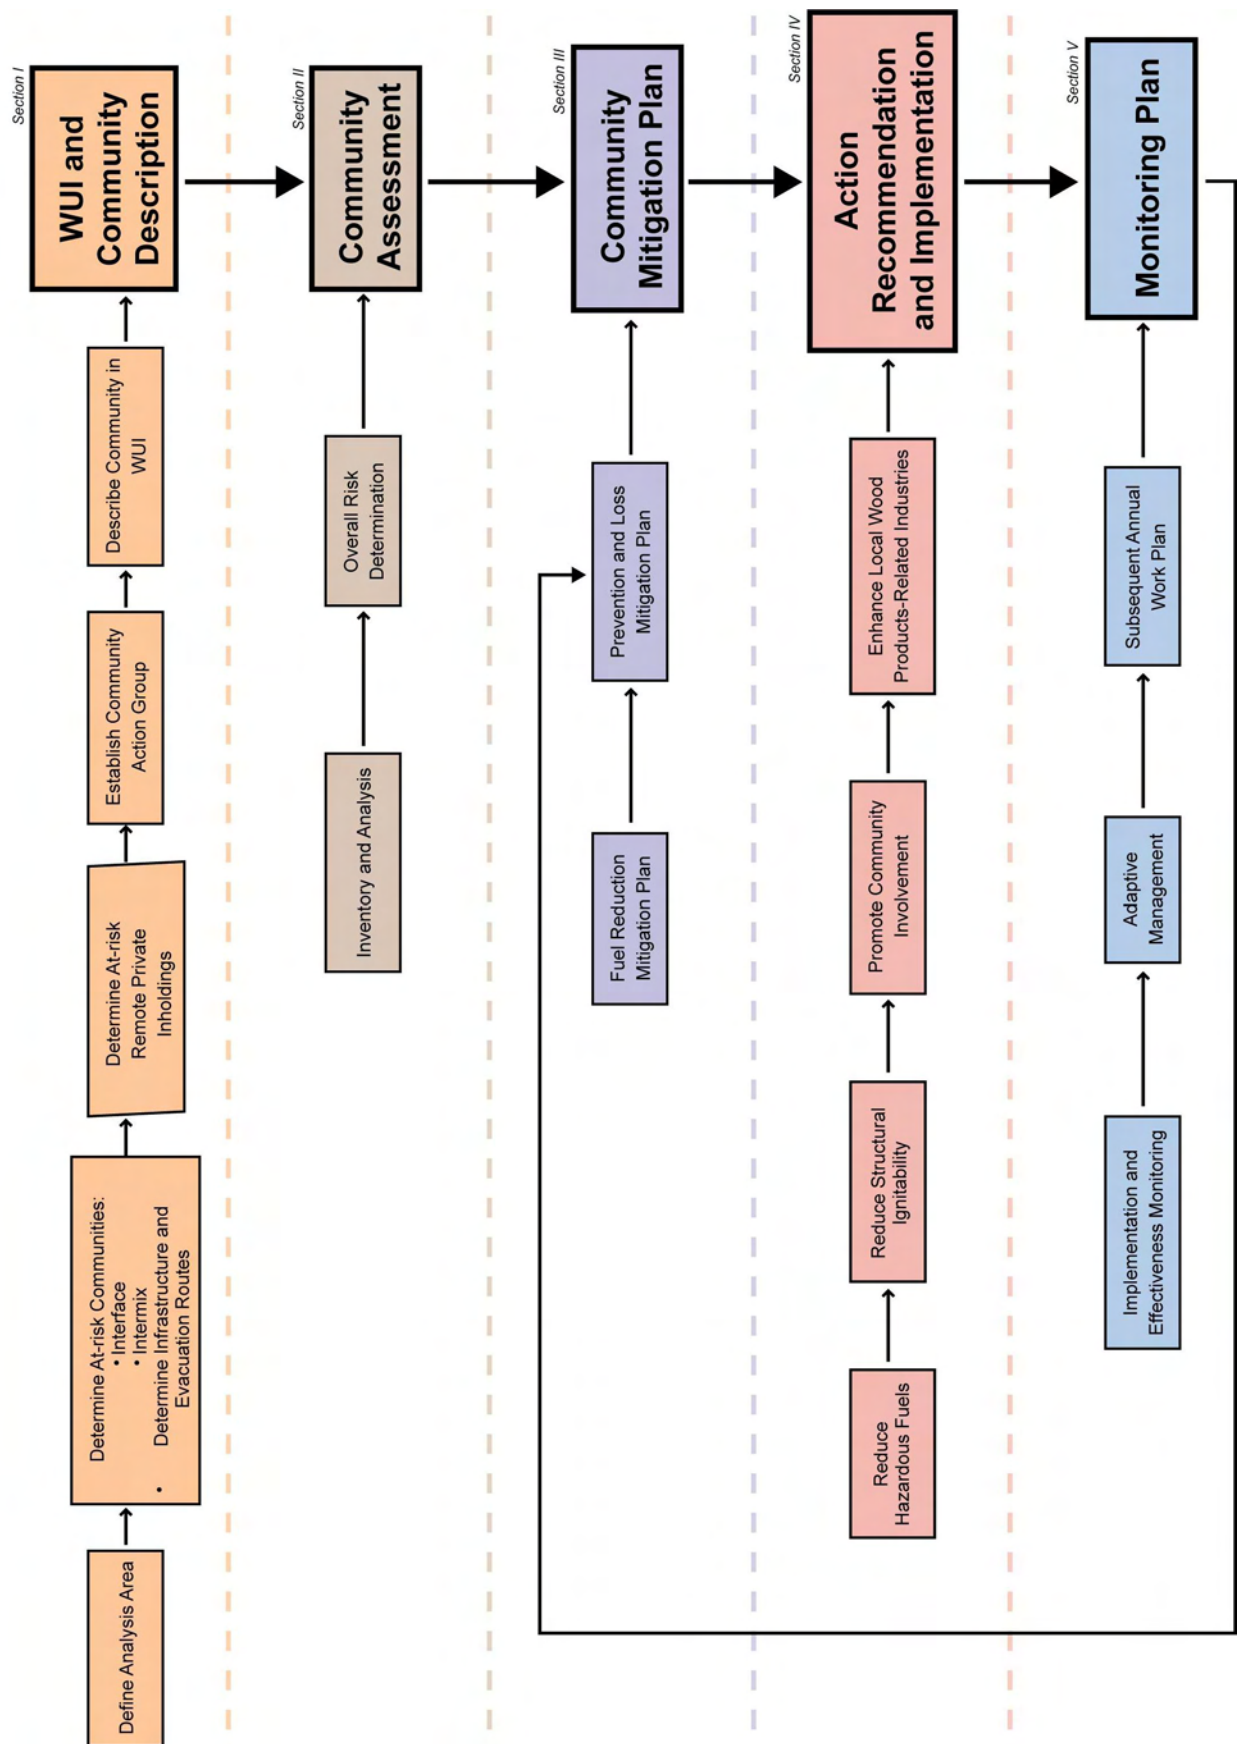 Section I
Define Analysis Area
Determine At-risk Communities:
• Interface
• Intermix
• Determine Infrastructure and
Evacuation Routes
Determine At-risk
Remote Private
Inholdings
Establish Community
Action Group
Describe Community in
WUI
WUI and
Community
Description
Section II
Inventory and Analysis
Overall Risk
Determination
Community
Assessment
Section III
Fuel Reduction
Mitigation Plan
Prevention and Loss
Mitigation Plan
Community
Mitigation Plan
Section IV
Reduce
Hazardous Fuels
Reduce Structural
Ignitability
Promote Community
Involvement
Enhance Local Wood
Products-Related Industries
Action
Recommendation
and Implementation
Section V
Implementation and
Effectiveness Monitoring
Adaptive
Management
Subsequent Annual
Work Plan
Monitoring Plan